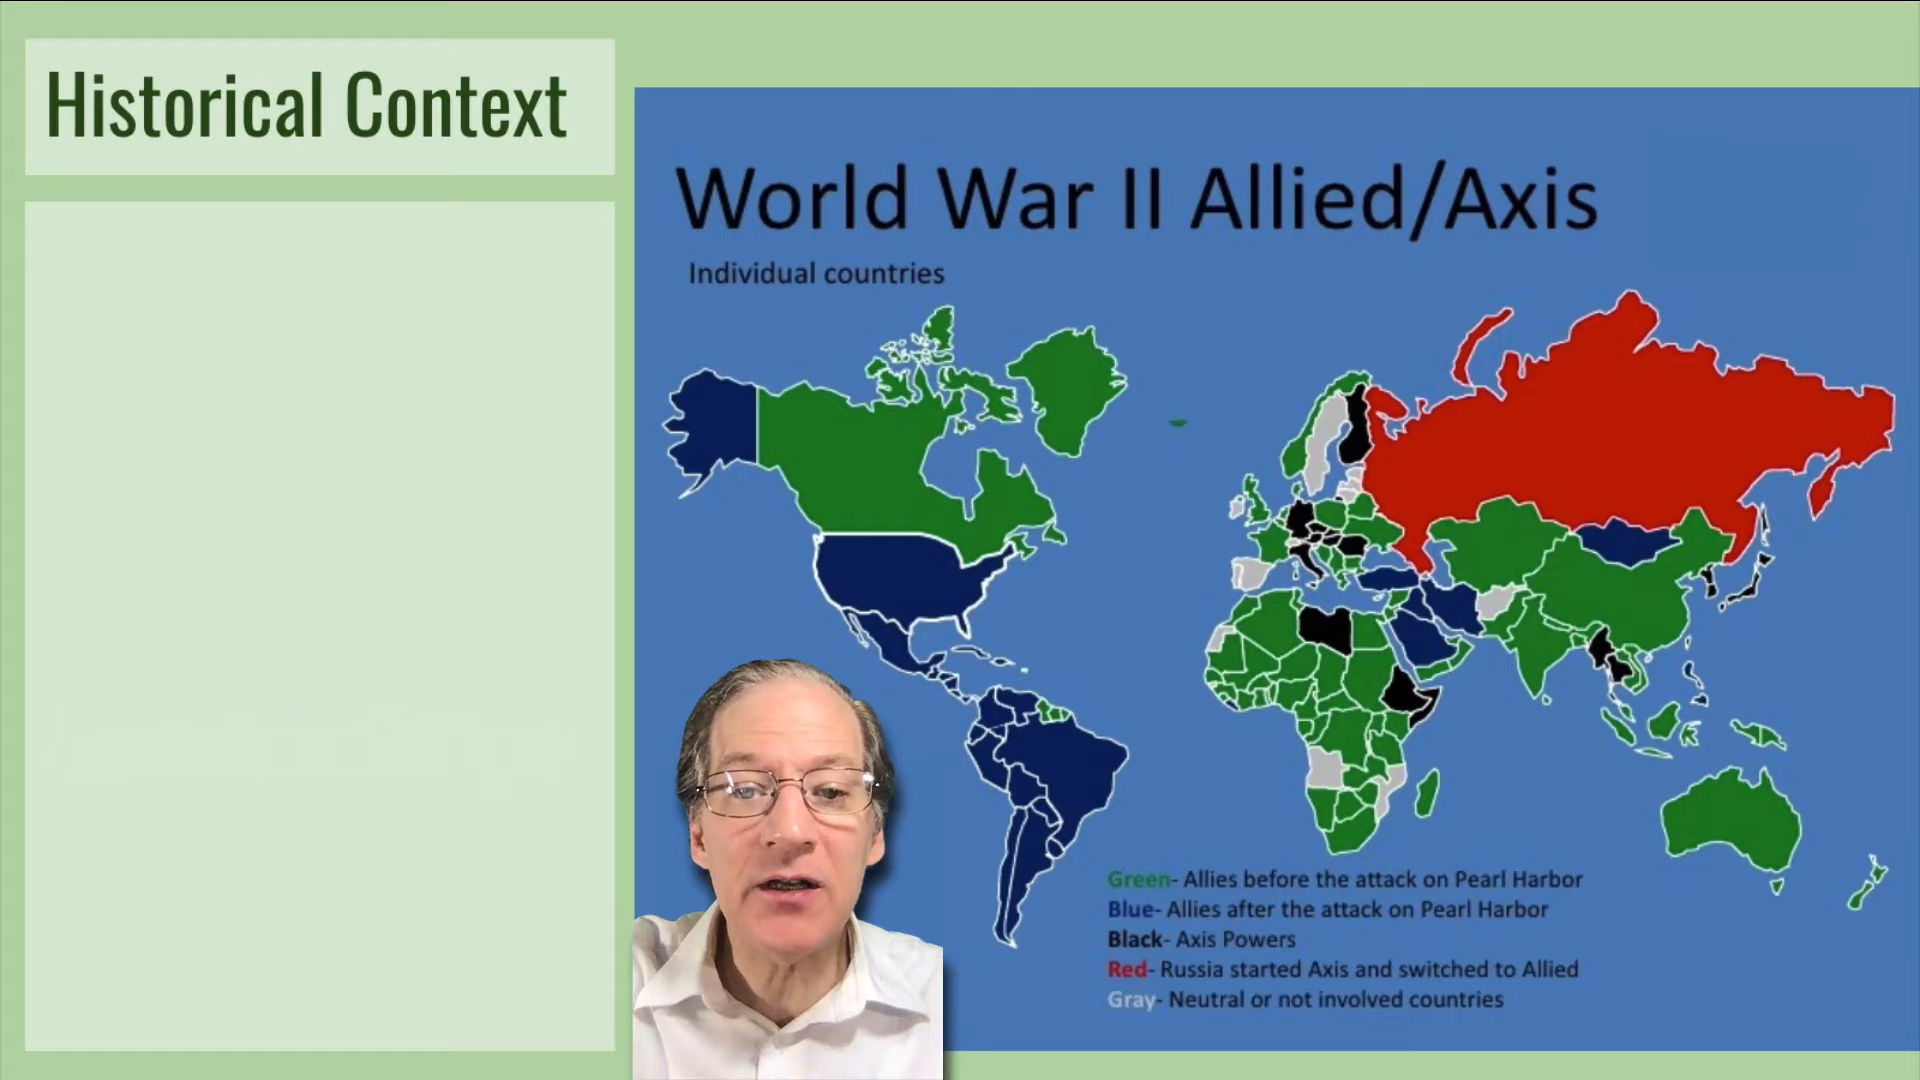 Historical Context
World War II Allied/Axis
Individual countries
Green- Allies before the attack on Pearl Harbor
Blue- Allies after the attack on Pearl Harbor
Black- Axis Powers
Red- Russia started Axis and switched to Allied
Gray- Neutral or not involved countries